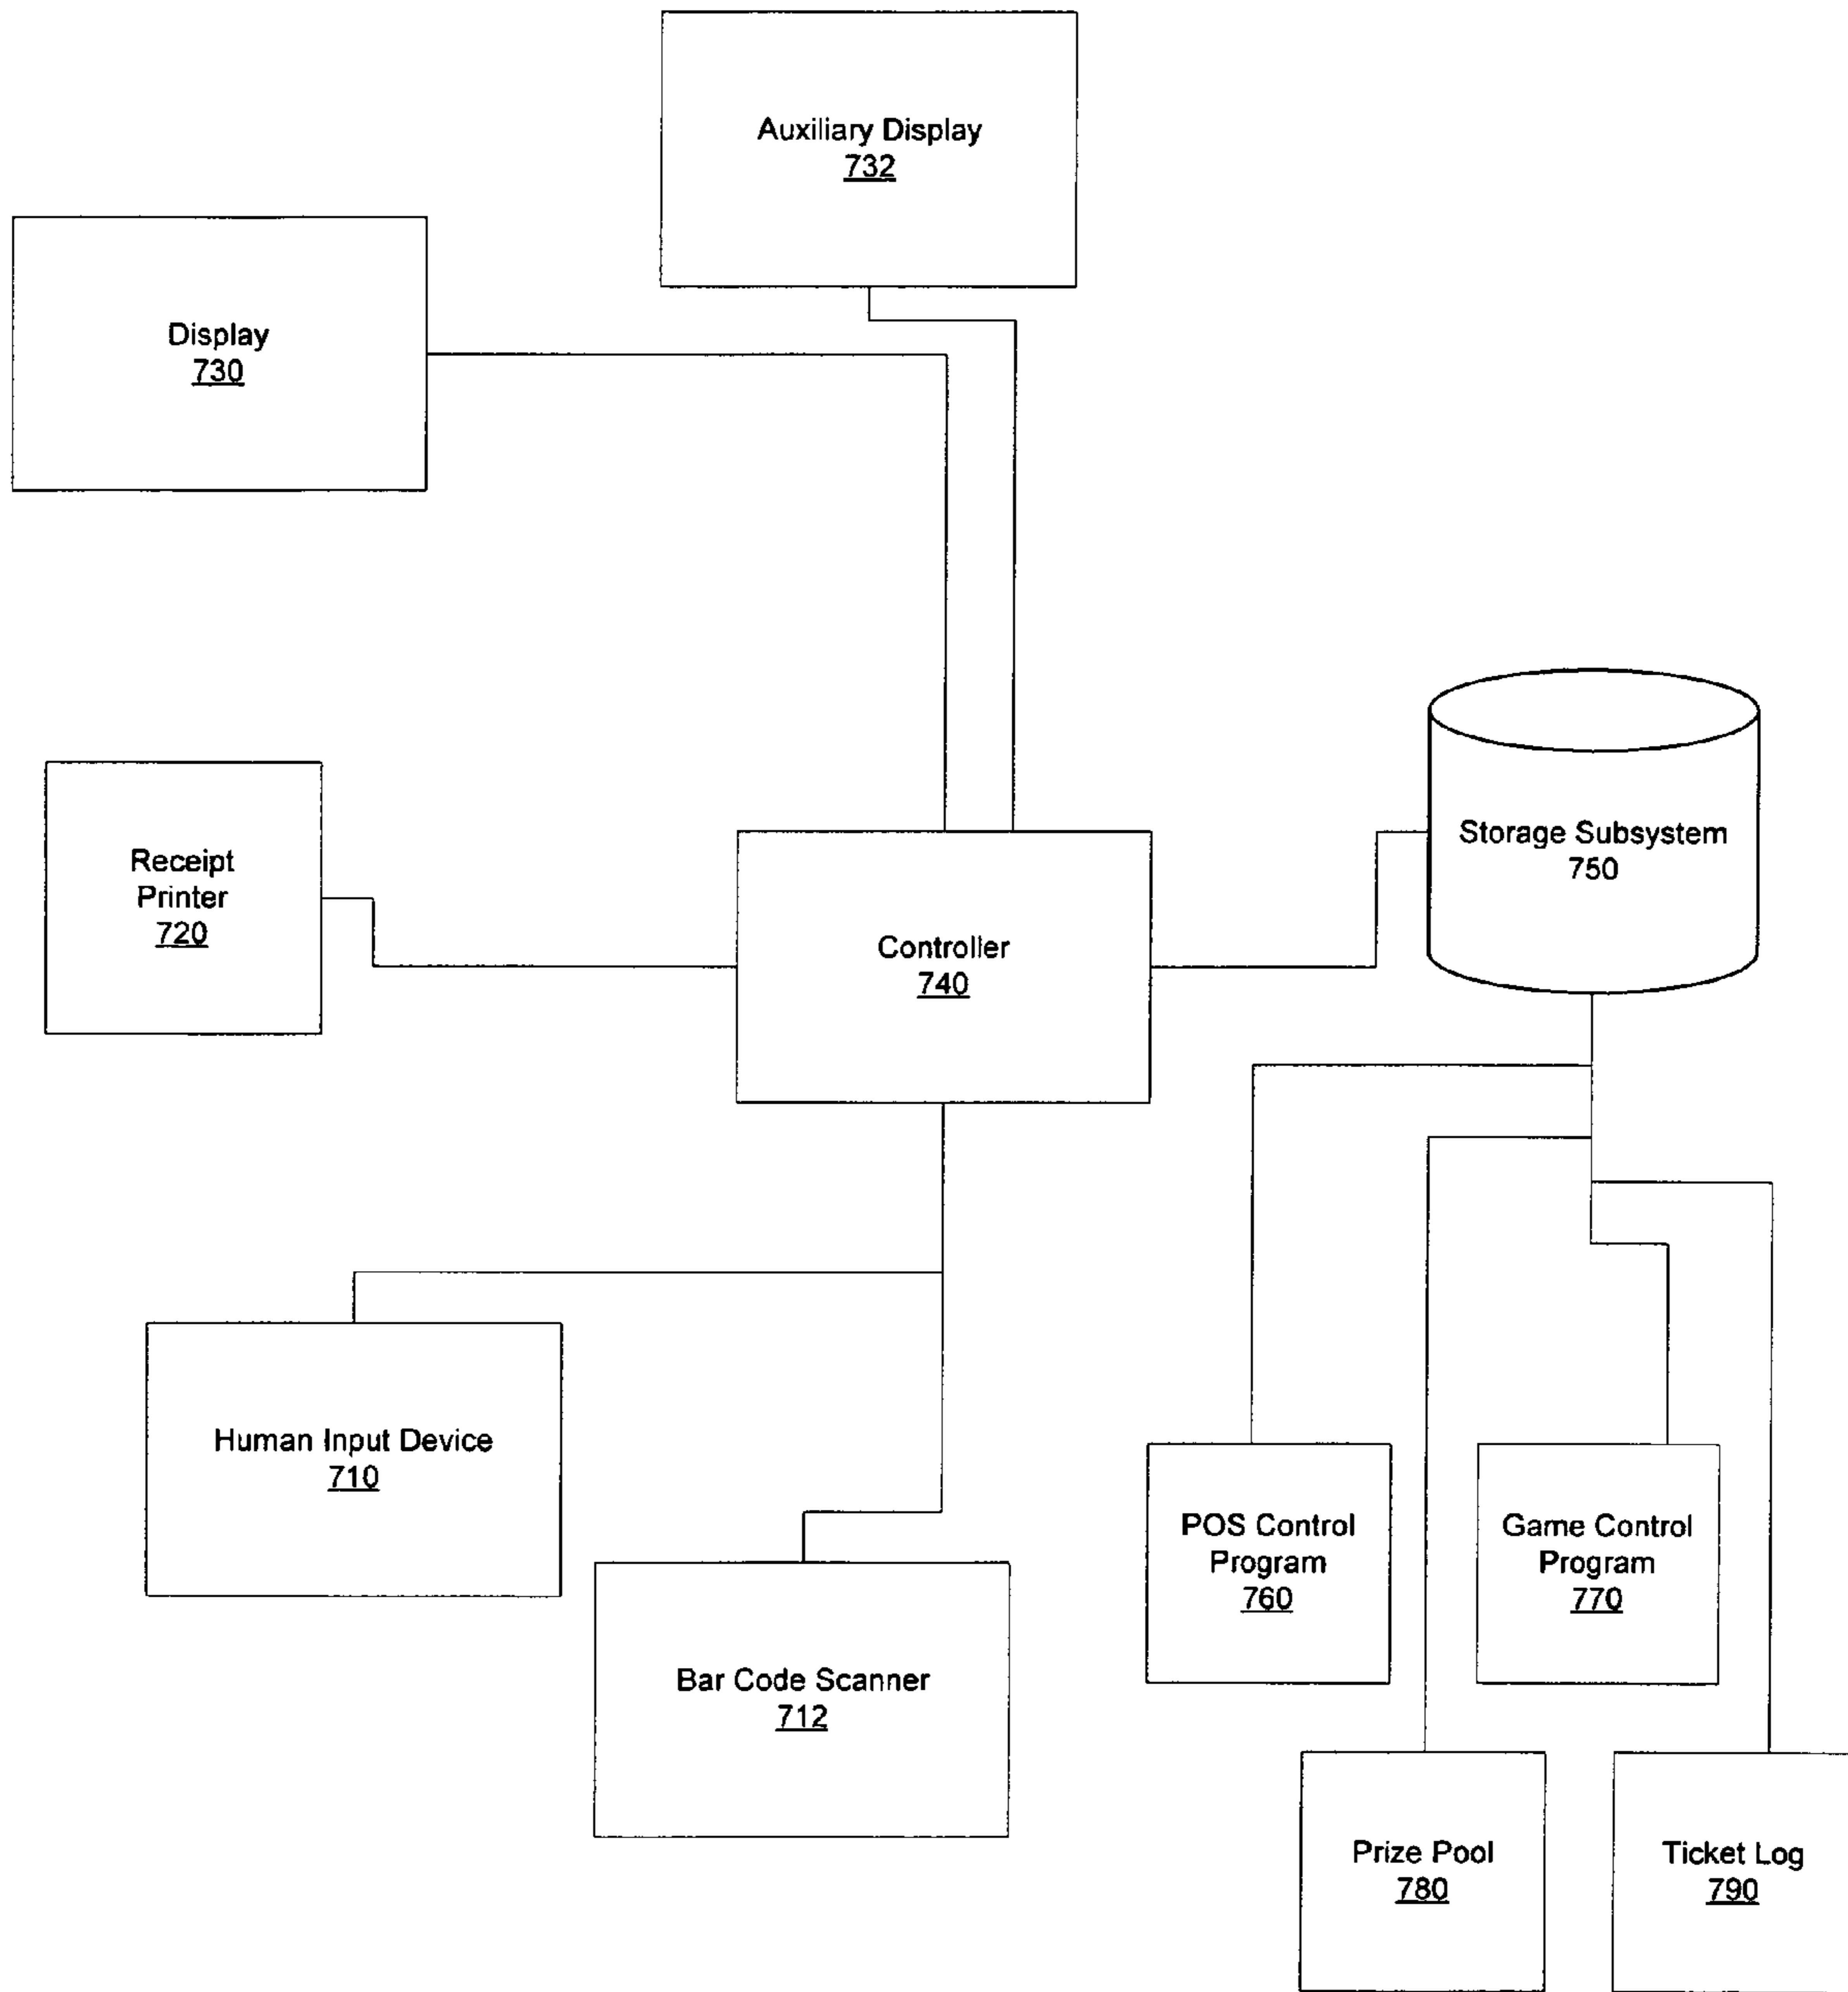 Auxiliary Display
732
Display
730
Storage Subsystem
750
Receipt
Printer
720
Controller
740
Human Input Device
710
POS Control
Program
760
Game Control
Program
770
Bar Code Scanner
712
Prize Pool
780
Ticket Log
790